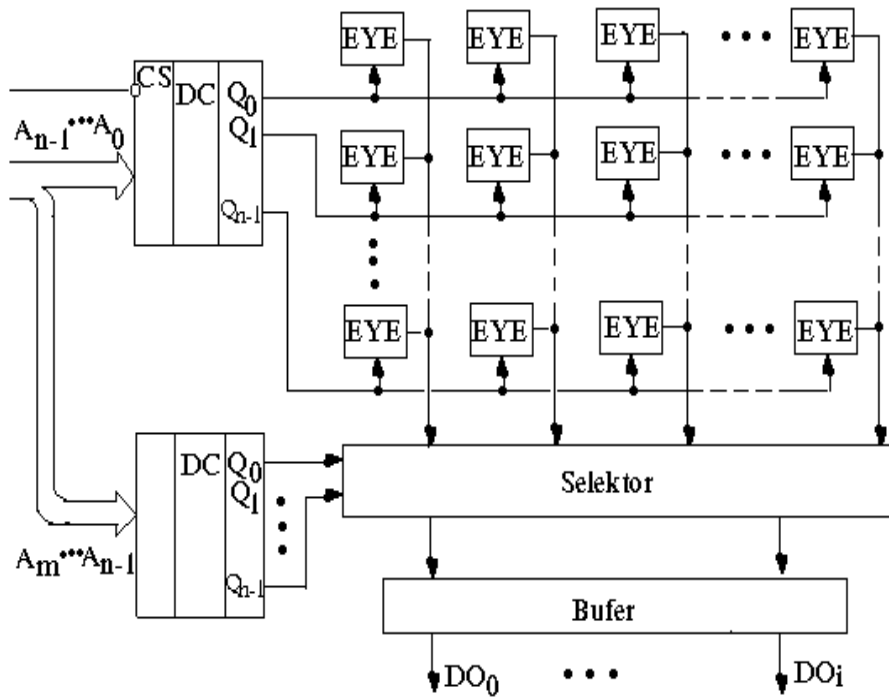 EYE EYE EYE ••• EYE
CS
DC
Q0
An-1•••A0
Q1
EYE EYE EYE ••• EYE
Qn-1
EYE EYE EYE ••• EYE
DC
Q0
Q1
Selektor
Am•••An-1
Qn-1
Bufer
DO0 ••• DOi